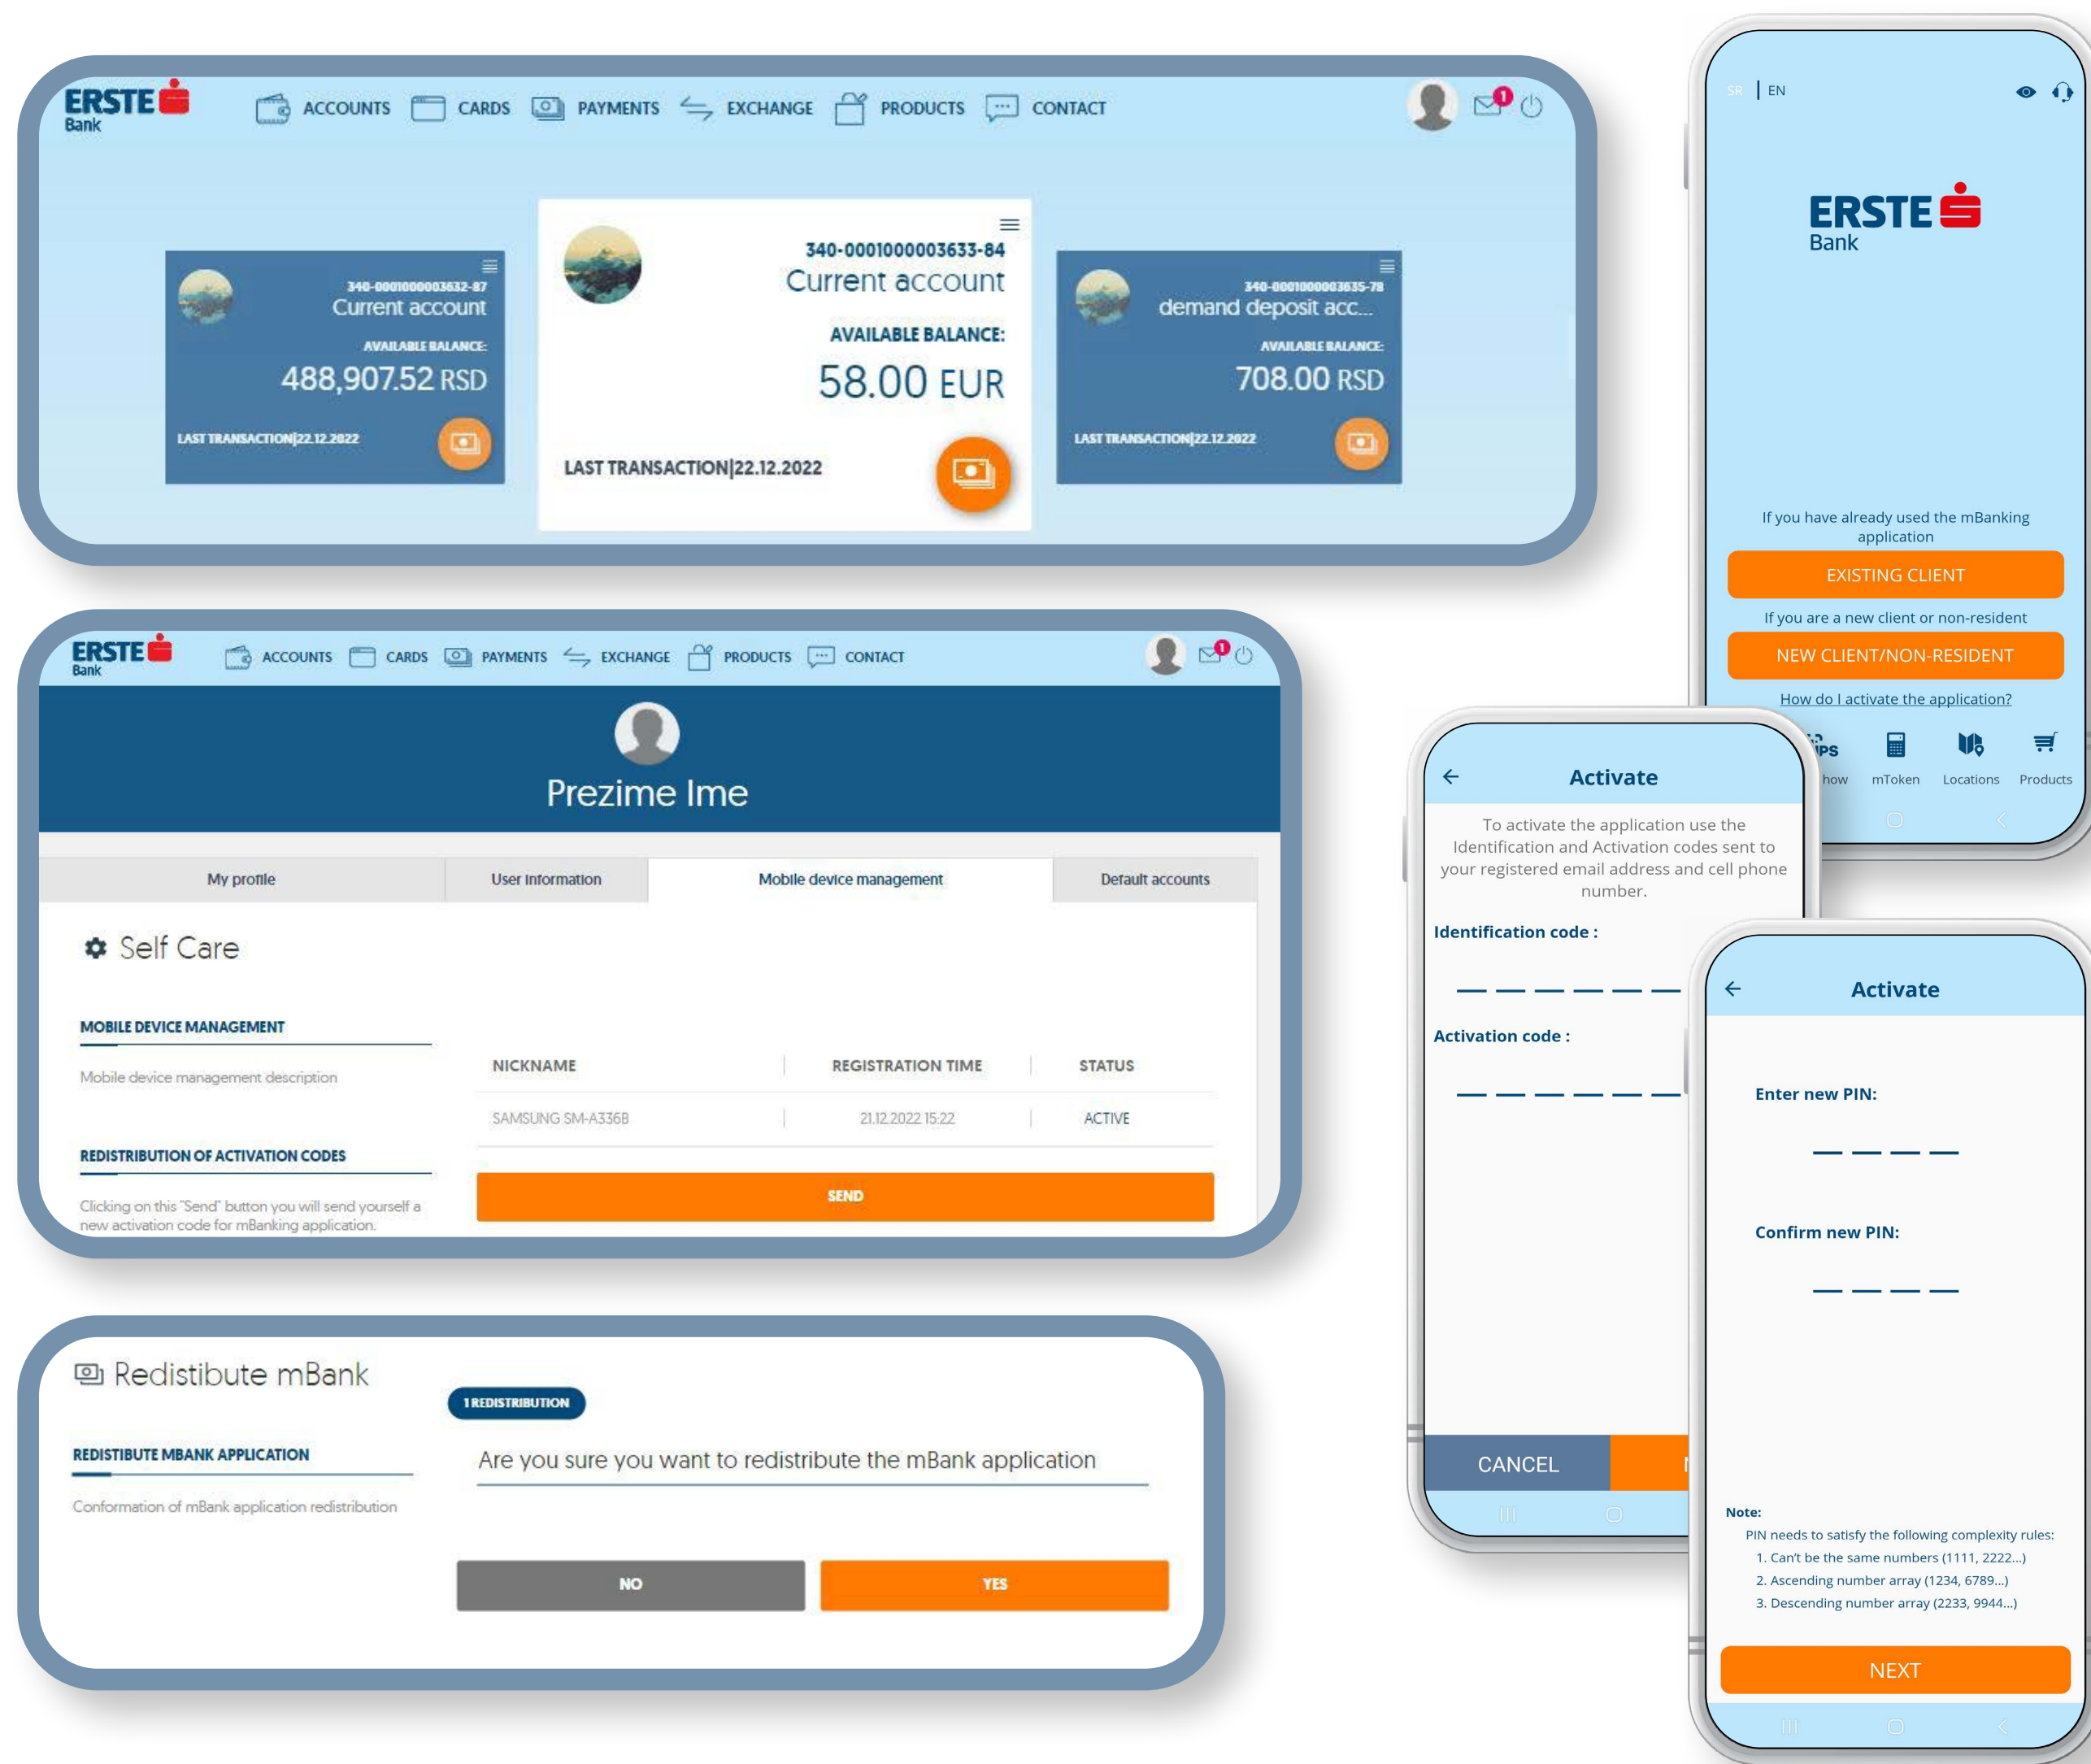 ERSTE
Bank
ACCOUNTS
CARDS
PAYMENTS
EXCHANGE
PRODUCTS
CONTACT
1
340-0001000003632-87
Current account
AVAILABLE BALANCE:
488,907.52 RSD
LAST TRANSACTION|22.12.2022
340-0001000003633-84
Current account
AVAILABLE BALANCE:
58.00 EUR
LAST TRANSACTION|22.12.2022
340-0001000003635-78
demand deposit acc...
AVAILABLE BALANCE:
708.00 RSD
LAST TRANSACTION|22.12.2022
ERSTE
Bank
ACCOUNTS
CARDS
PAYMENTS
EXCHANGE
PRODUCTS
CONTACT
1
Prezime Ime
My profile
User Information
Mobile device management
Default accounts
Self Care
MOBILE DEVICE MANAGEMENT
Mobile device management description
NICKNAME
REGISTRATION TIME
STATUS
SAMSUNG SM-A336B
21.12.2022 15:22
ACTIVE
REDISTRIBUTION OF ACTIVATION CODES
Clicking on this "Send" button you will send yourself a
new activation code for mBanking application.
SEND
Redistibute mBank
1 REDISTRIBUTION
REDISTIBUTE MBANK APPLICATION
Conformation of mBank application redistribution
Are you sure you want to redistribute the mBank application
NO
YES
SR | EN
ERSTE
Bank
If you have already used the mBanking
application
EXISTING CLIENT
If you are a new client or non-resident
NEW CLIENT/NON-RESIDENT
How do I activate the application?
how
mToken
Locations
Products
Activate
To activate the application use the
Identification and Activation codes sent to
your registered email address and cell phone
number.
Identification code :
Activation code :
CANCEL
Activate
Enter new PIN:
Confirm new PIN:
Note:
PIN needs to satisfy the following complexity rules:
1. Can't be the same numbers (1111, 2222...)
2. Ascending number array (1234, 6789...)
3. Descending number array (2233, 9944...)
NEXT